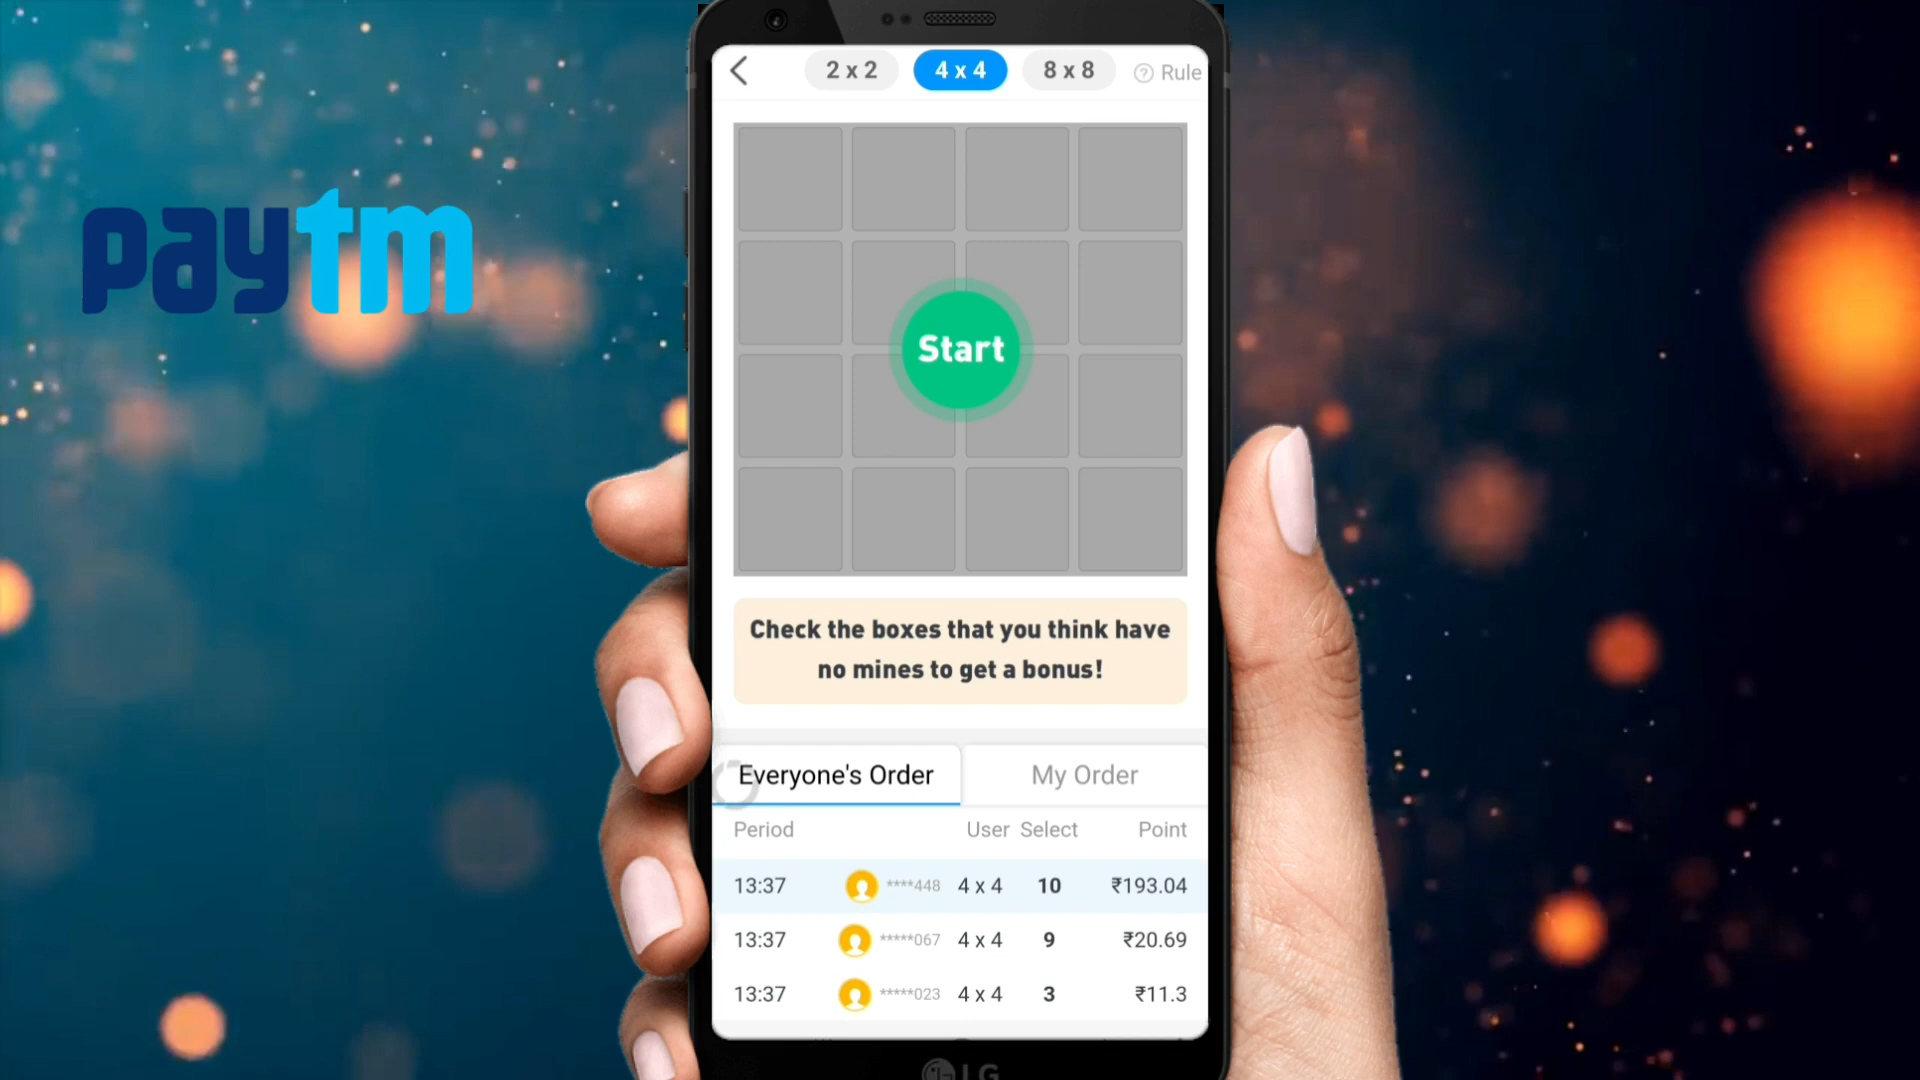 paytm
2 x 2 4 x 4 8 x 8 ? Rule
Start
Check the boxes that you think have
no mines to get a bonus!
Everyone's Order My Order
Period User Select Point
13:37 ****448 4 x 4 10 ₹193.04
13:37 *****067 4 x 4 9 ₹20.69
13:37 *****023 4 x 4 3 ₹11.3
LG